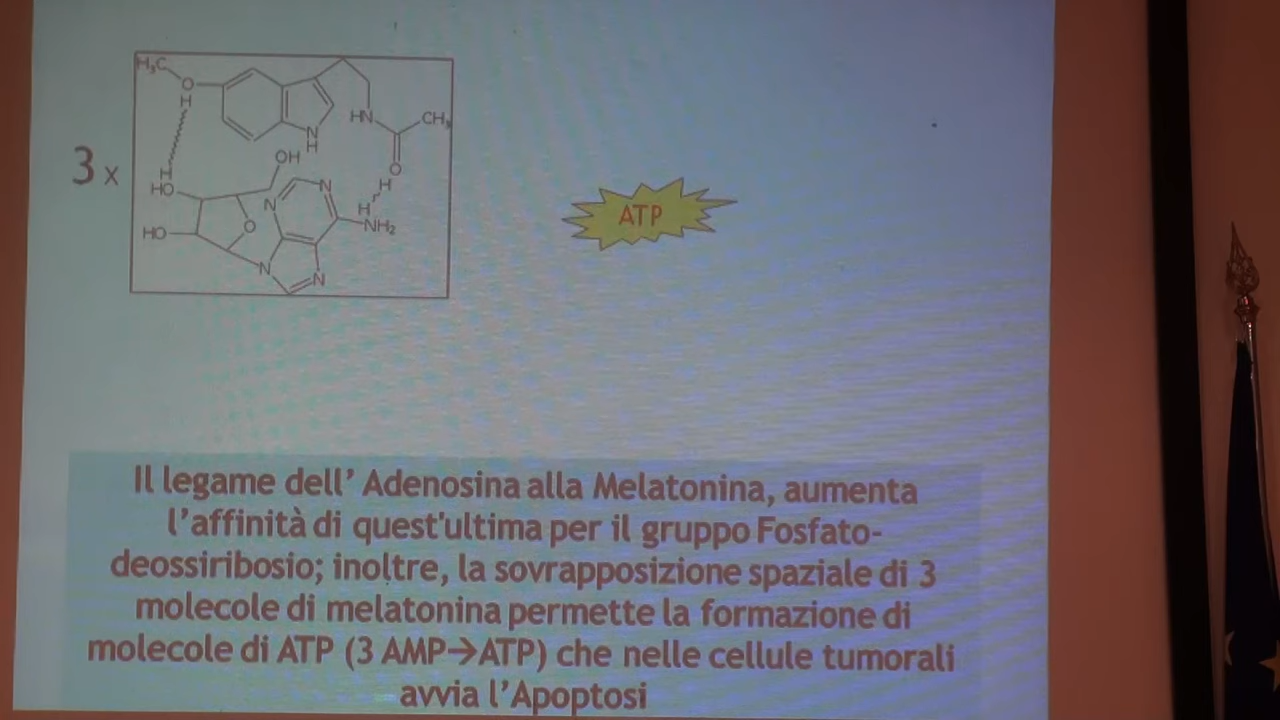 H₃C
O
H
HN
CH₃
N
H
O
3 x
H
HO
OH
N
N
H
H
NH₂
HO
O
N
N
ATP
Il legame dell' Adenosina alla Melatonina, aumenta
l'affinità di quest'ultima per il gruppo Fosfato-
deossiribosio; inoltre, la sovrapposizione spaziale di 3
molecole di melatonina permette la formazione di
molecole di ATP (3 AMP→ATP) che nelle cellule tumorali
avvia l'Apoptosi